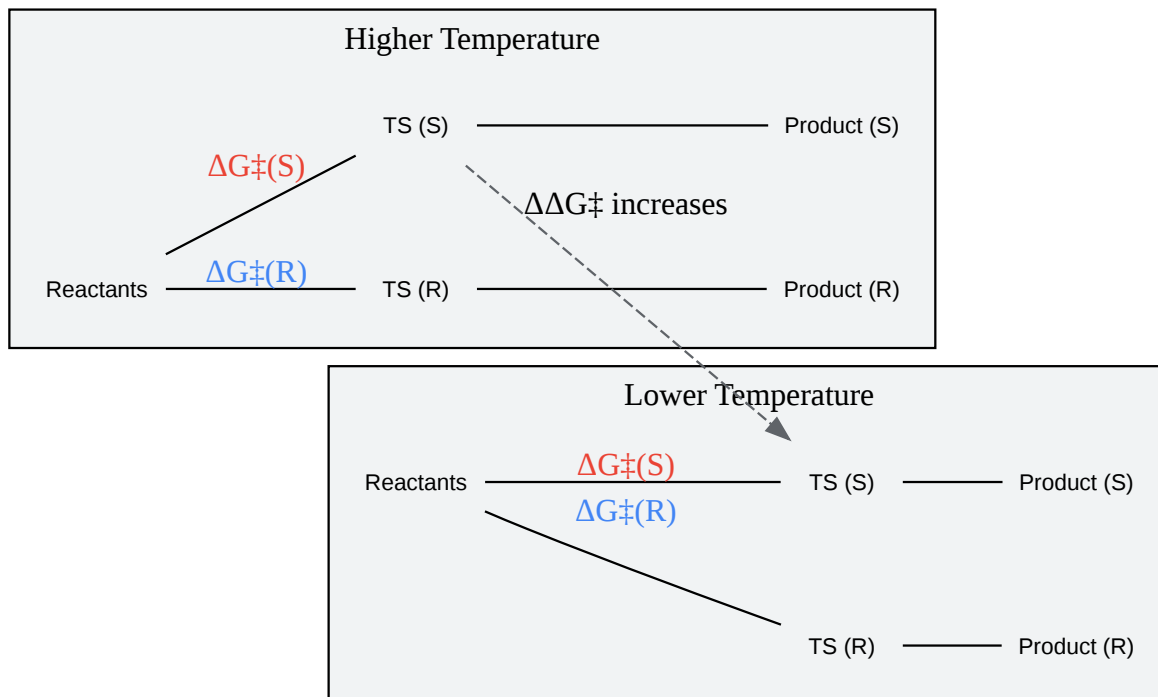 Higher Temperature
TS (S)
Product (S)
ΔG‡(S)
ΔΔG‡ increases
ΔG‡(R)
Reactants
TS (R)
Product (R)
Lower Temperature
ΔG‡(S)
Reactants
TS (S)
Product (S)
ΔG‡(R)
TS (R)
Product (R)